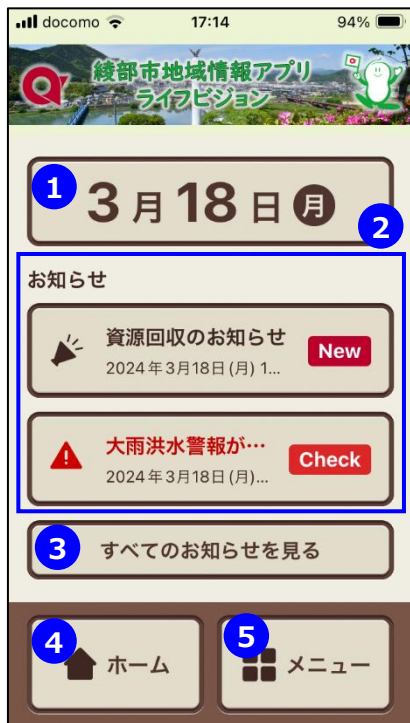 docomo 17:14 94%
綾部市地域情報アプリ
ライフビジョン
1
3月18日 月
2
お知らせ
資源回収のお知らせ
2024年3月18日(月) 1...
New
大雨洪水警報が…
2024年3月18日(月)...
Check
3 すべてのお知らせを見る
4 ホーム
5 メニュー